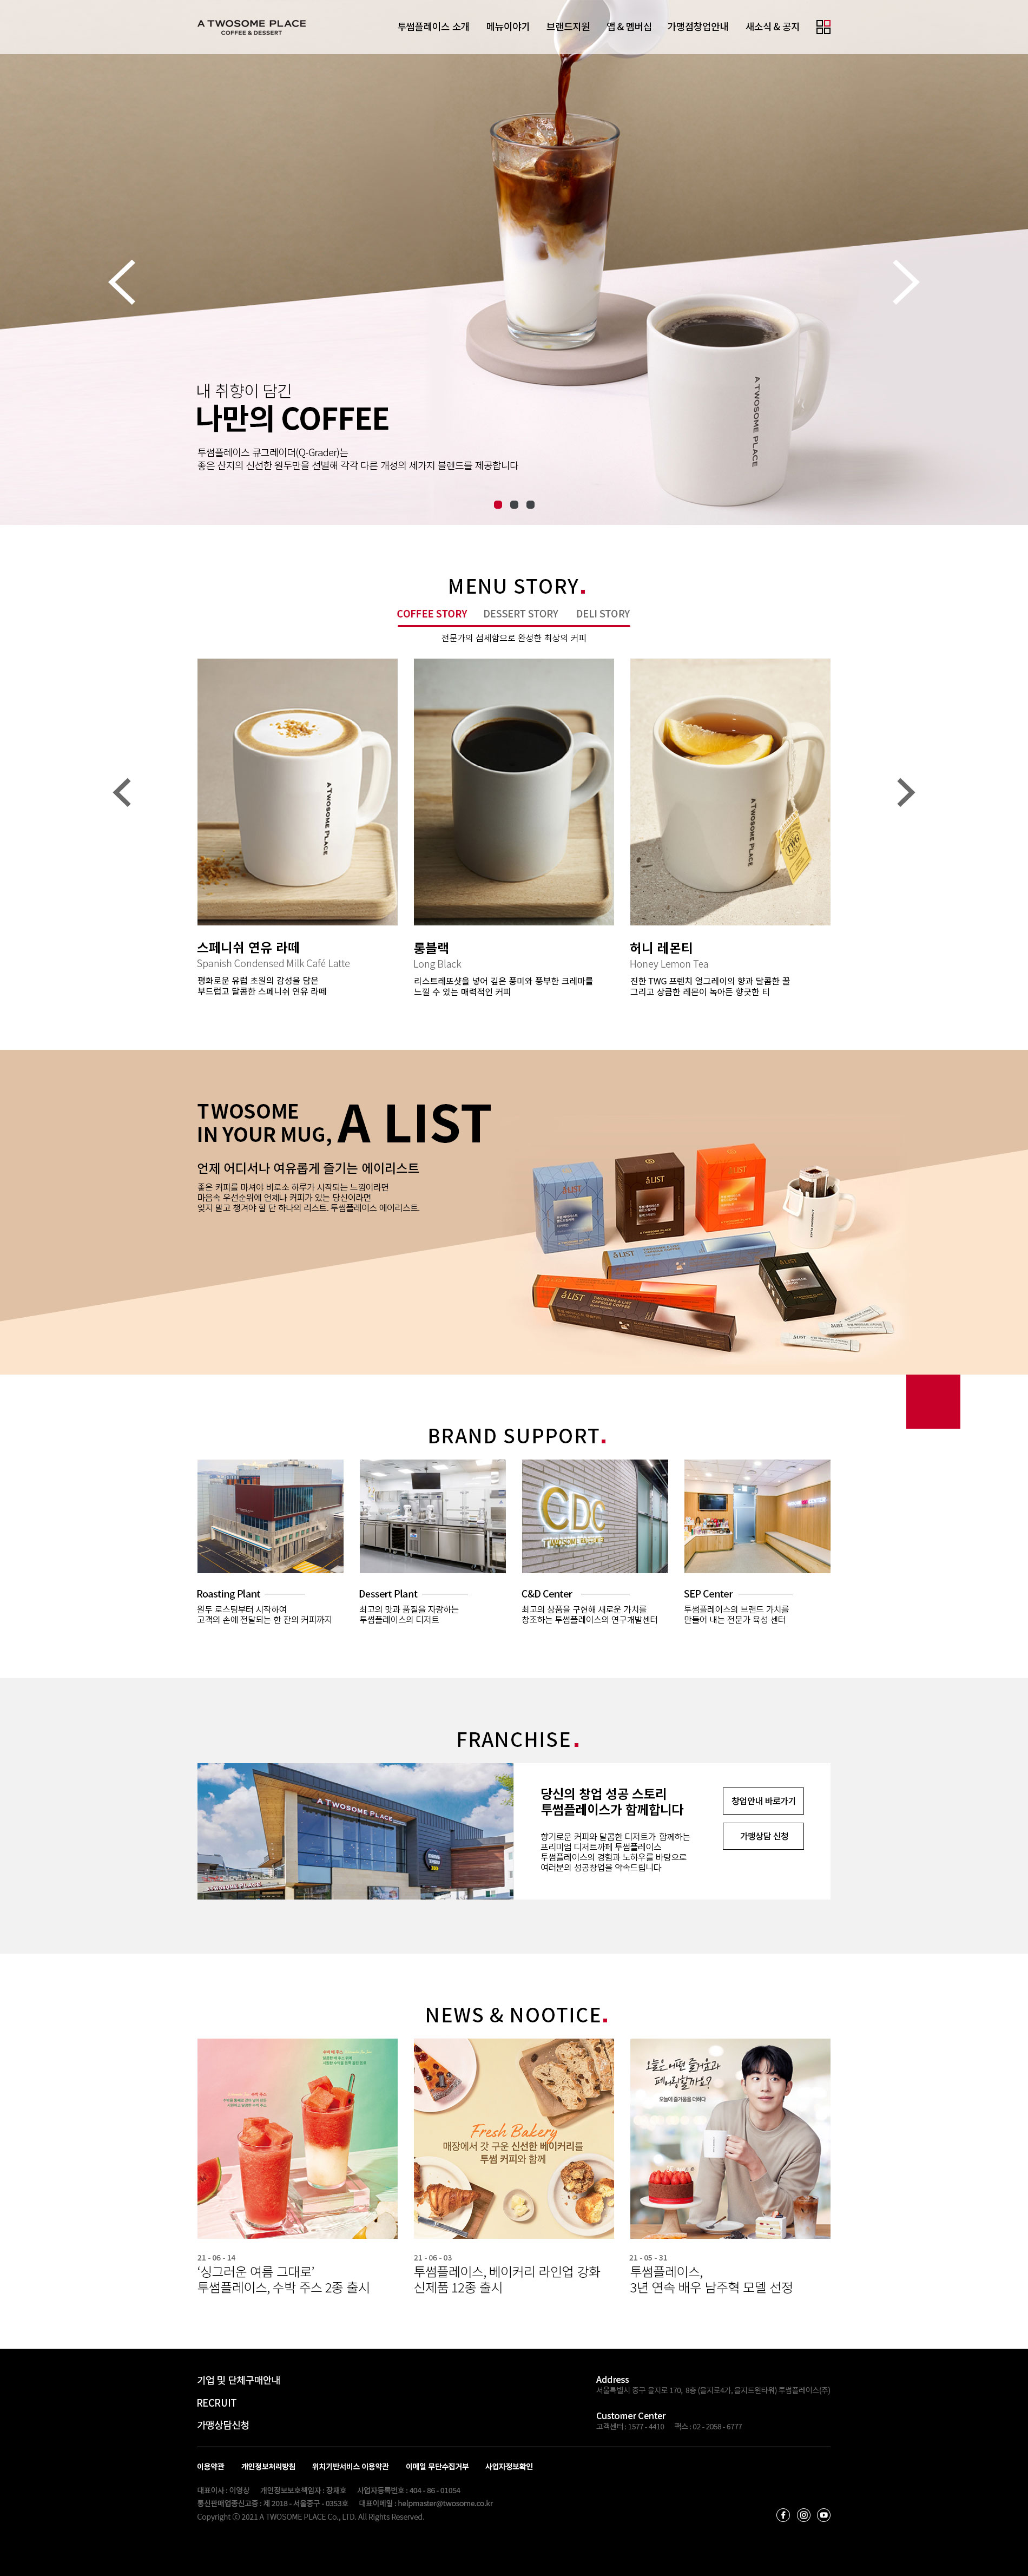 A TWOSOME PLACE
COFFEE & DESSERT
투썸플레이스 소개 메뉴이야기 브랜드지원 앱 & 멤버십 가맹점창업안내 새소식 & 공지
A TWOSOME PLACE
내 취향이 담긴
나만의 COFFEE
투썸플레이스 큐그레이더(Q-Grader)는
좋은 산지의 신선한 원두만을 선별해 각각 다른 개성의 세가지 블렌드를 제공합니다
MENU STORY.
COFFEE STORY DESSERT STORY DELI STORY
전문가의 섬세함으로 완성한 최상의 커피
A TWOSOME PLACE
A TWOSOME PLACE
TWG
스페니쉬 연유 라떼
Spanish Condensed Milk Café Latte
평화로운 유럽 초원의 감성을 담은
부드럽고 달콤한 스페니쉬 연유 라떼
롱블랙
Long Black
리스트레또샷을 넣어 깊은 풍미와 풍부한 크레마를
느낄 수 있는 매력적인 커피
허니 레몬티
Honey Lemon Tea
진한 TWG 프렌치 얼그레이의 향과 달콤한 꿀
그리고 상큼한 레몬이 녹아든 향긋한 티
TWOSOME
IN YOUR MUG, A LIST
언제 어디서나 여유롭게 즐기는 에이리스트
좋은 커피를 마셔야 비로소 하루가 시작되는 느낌이라면
마음속 우선순위에 언제나 커피가 있는 당신이라면
잊지 말고 챙겨야 할 단 하나의 리스트. 투썸플레이스 에이리스트.
A LIST
A LIST
A LIST
A LIST
A LIST
TWOSOME A LIST
CAPSULE COFFEE
A LIST
BRAND SUPPORT.
CDC
Roasting Plant
원두 로스팅부터 시작하여
고객의 손에 전달되는 한 잔의 커피까지
Dessert Plant
최고의 맛과 품질을 자랑하는
투썸플레이스의 디저트
C&D Center
최고의 상품을 구현해 새로운 가치를
창조하는 투썸플레이스의 연구개발센터
SEP Center
투썸플레이스의 브랜드 가치를
만들어 내는 전문가 육성 센터
FRANCHISE.
A TWOSOME PLACE
A TWOSOME PLACE
당신의 창업 성공 스토리
투썸플레이스가 함께합니다
향기로운 커피와 달콤한 디저트가 함께하는
프리미엄 디저트까페 투썸플레이스
투썸플레이스의 경험과 노하우를 바탕으로
여러분의 성공창업을 약속드립니다
창업안내 바로가기
가맹상담 신청
NEWS & NOOTICE.
Fresh Bakery
매장에서 갓 구운 신선한 베이커리를
투썸 커피와 함께
오늘은 어떤 즐거움과
페어링할까요?
오늘에 즐거움을 더하다
21 - 06 - 14
‘싱그러운 여름 그대로’
투썸플레이스, 수박 주스 2종 출시
21 - 06 - 03
투썸플레이스, 베이커리 라인업 강화
신제품 12종 출시
21 - 05 - 31
투썸플레이스,
3년 연속 배우 남주혁 모델 선정
기업 및 단체구매안내
RECRUIT
가맹상담신청
Address
서울특별시 중구 을지로 170, 8층 (을지로4가, 을지트윈타워) 투썸플레이스(주)
Customer Center
고객센터 : 1577 - 4410 팩스 : 02 - 2058 - 6777
이용약관 개인정보처리방침 위치기반서비스 이용약관 이메일 무단수집거부 사업자정보확인
대표이사 : 이영상 개인정보보호책임자 : 장재호 사업자등록번호 : 404 - 86 - 01054
통신판매업종신고증 : 제 2018 - 서울중구 - 0353호 대표이메일 : helpmaster@twosome.co.kr
Copyright ⓒ 2021 A TWOSOME PLACE Co., LTD. All Rights Reserved.